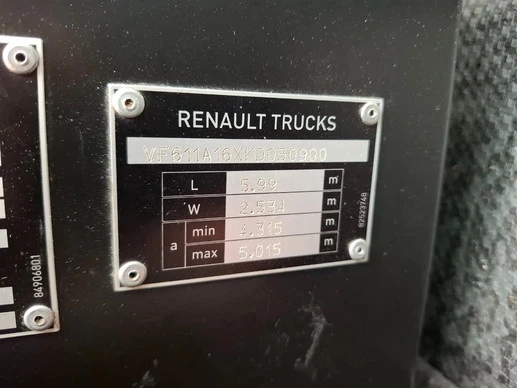 RENAULT TRUCKS
VF611A16XKD030900
L 5.99 m
W 2.534 m
a min 4.315 m
max 5.015 m
82523748
84906801